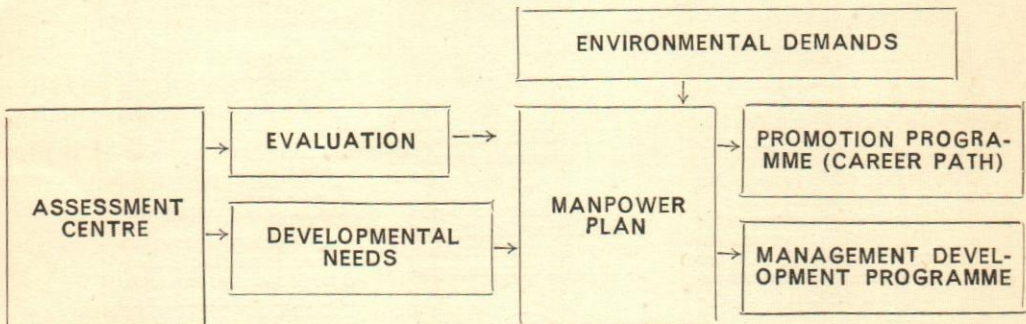 ENVIRONMENTAL DEMANDS
EVALUATION
PROMOTION PROGRA-
MME (CAREER PATH)
ASSESSMENT
CENTRE
MANPOWER
PLAN
DEVELOPMENTAL
NEEDS
MANAGEMENT DEVEL-
OPMENT PROGRAMME